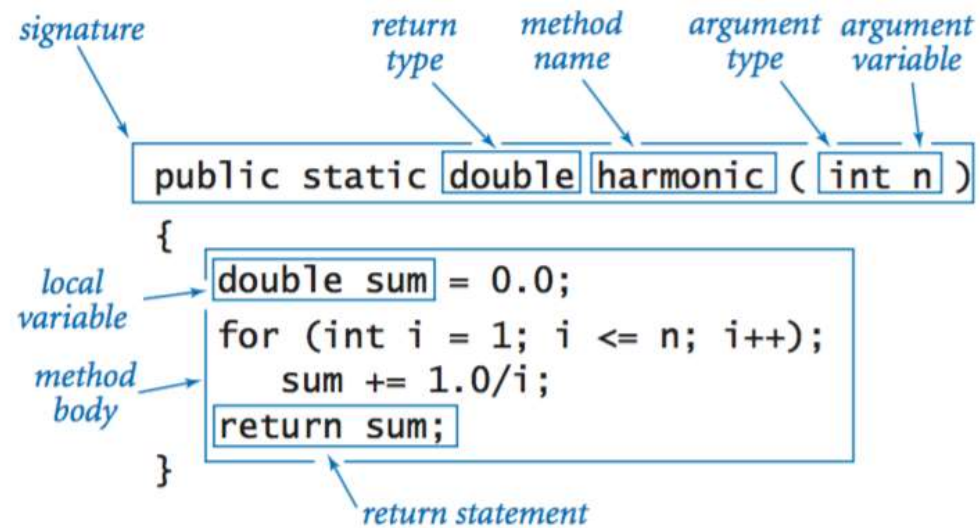 signature
return type
method name
argument type
argument variable
public static double harmonic ( int n )
{
local variable
double sum = 0.0;
for (int i = 1; i <= n; i++);
method body
sum += 1.0/i;
return sum;
}
return statement